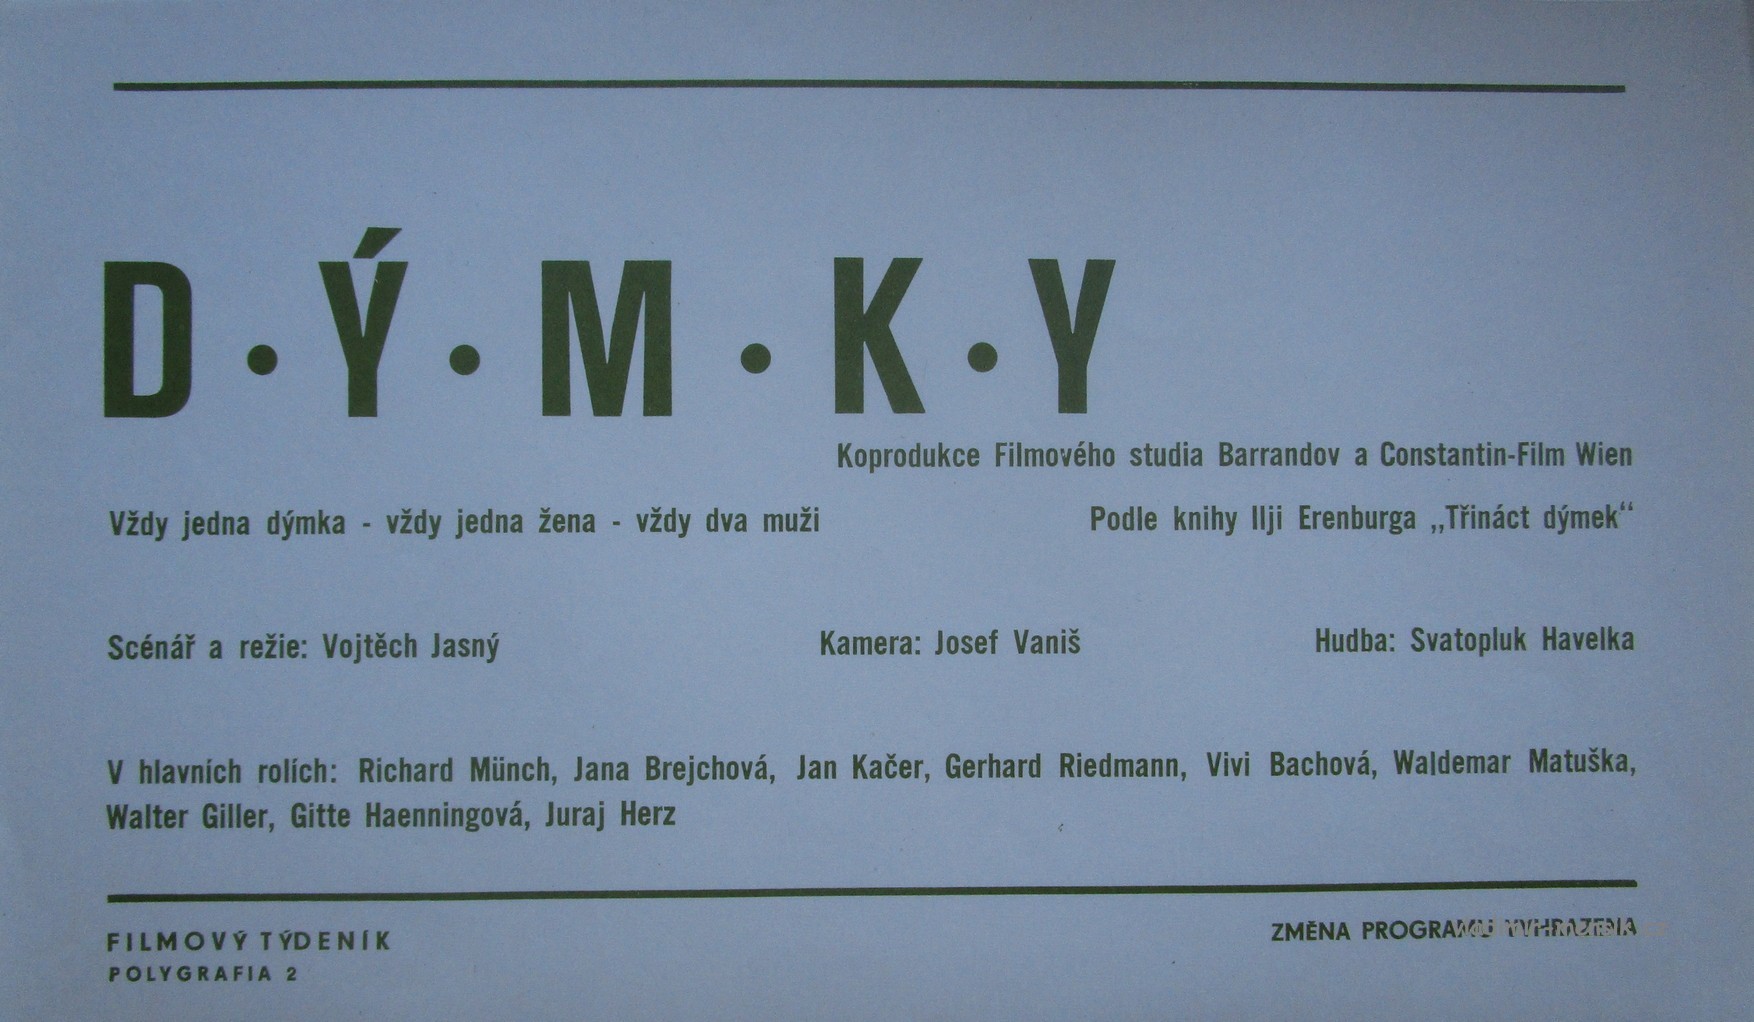 D·Ý·M·K·Y
Koprodukce Filmového studia Barrandov a Constantin-Film Wien
Vždy jedna dýmka - vždy jedna žena - vždy dva muži Podle knihy Ilji Erenburga „Třináct dýmek“
Scénář a režie: Vojtěch Jasný Kamera: Josef Vaniš Hudba: Svatopluk Havelka
V hlavních rolích: Richard Münch, Jana Brejchová, Jan Kačer, Gerhard Riedmann, Vivi Bachová, Waldemar Matuška,
Walter Giller, Gitte Haenningová, Juraj Herz
FILMOVÝ TÝDENÍK ZMĚNA PROGRAMU VYHRAZENA
POLYGRAFIA 2